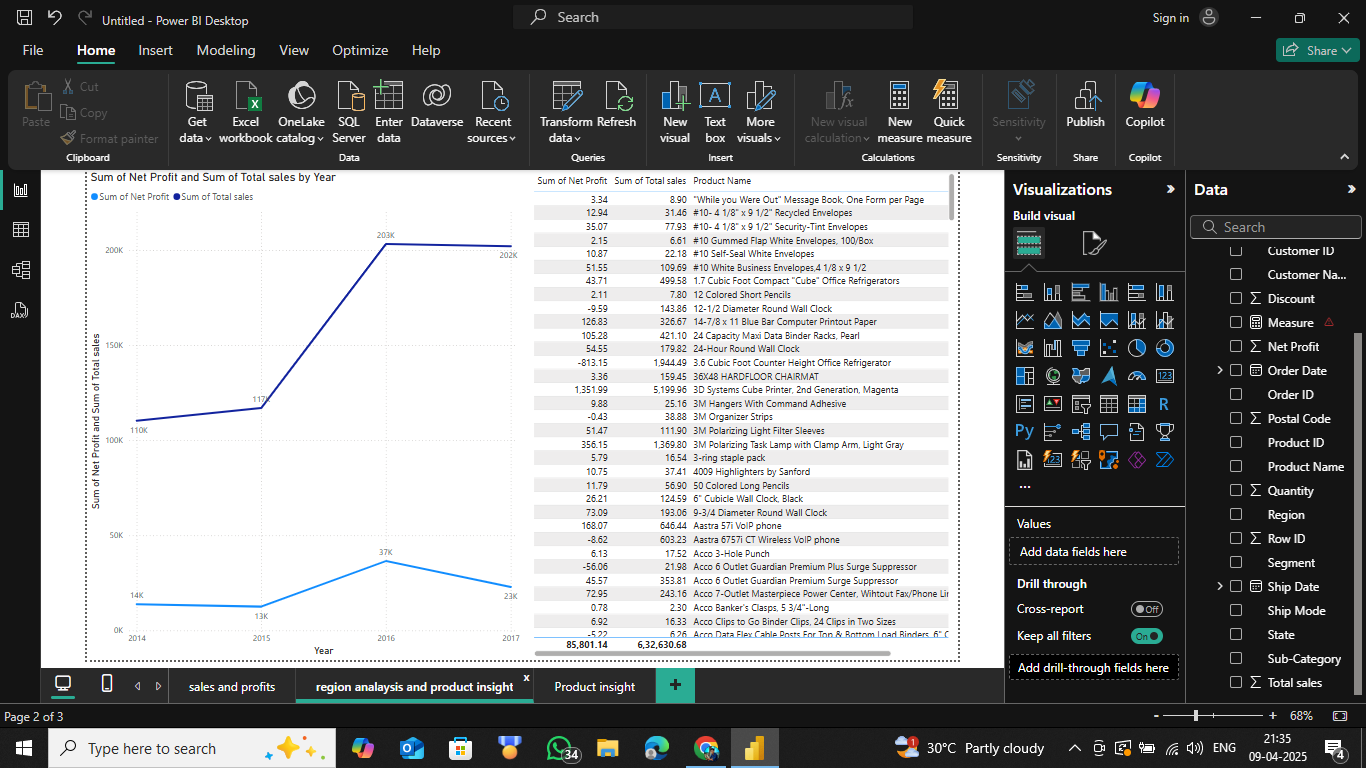 Untitled - Power BI Desktop
Search
Sign in
File Home Insert Modeling View Optimize Help
Share
Paste
Cut
Copy
Format painter
Clipboard
Get data
Excel workbook
OneLake catalog
SQL Server
Enter data
Dataverse
Recent sources
Data
Transform data
Refresh
Queries
New visual
Text box
More visuals
Insert
New visual calculation
New measure
Quick measure
Calculations
Sensitivity
Sensitivity
Publish
Share
Copilot
Copilot
Sum of Net Profit and Sum of Total sales by Year
Sum of Net Profit Sum of Total sales
Sum of Net Profit and Sum of Total sales
200K
150K
100K
50K
0K
110K
117K
203K
202K
14K
13K
37K
23K
2014 2015 2016 2017
Year
Sum of Net Profit Sum of Total sales Product Name
3.34 8.90 "While you Were Out" Message Book, One Form per Page
12.94 31.46 #10- 4 1/8" x 9 1/2" Recycled Envelopes
35.07 77.93 #10- 4 1/8" x 9 1/2" Security-Tint Envelopes
2.15 6.61 #10 Gummed Flap White Envelopes, 100/Box
10.87 22.18 #10 Self-Seal White Envelopes
51.55 109.69 #10 White Business Envelopes,4 1/8 x 9 1/2
43.71 499.58 1.7 Cubic Foot Compact "Cube" Office Refrigerators
2.11 7.80 12 Colored Short Pencils
-9.59 143.86 12-1/2 Diameter Round Wall Clock
126.83 326.67 14-7/8 x 11 Blue Bar Computer Printout Paper
105.28 421.10 24 Capacity Maxi Data Binder Racks, Pearl
54.55 179.82 24-Hour Round Wall Clock
-813.15 1,944.49 3.6 Cubic Foot Counter Height Office Refrigerator
3.36 159.45 36X48 HARDFLOOR CHAIRMAT
1,351.99 5,199.96 3D Systems Cube Printer, 2nd Generation, Magenta
9.88 25.16 3M Hangers With Command Adhesive
-0.43 38.88 3M Organizer Strips
51.47 111.90 3M Polarizing Light Filter Sleeves
356.15 1,369.80 3M Polarizing Task Lamp with Clamp Arm, Light Gray
5.79 16.54 3-ring staple pack
10.75 37.41 4009 Highlighters by Sanford
11.79 56.90 50 Colored Long Pencils
26.21 124.59 6" Cubicle Wall Clock, Black
73.09 193.06 9-3/4 Diameter Round Wall Clock
168.07 646.44 Aastra 57i VoIP phone
-8.62 603.23 Aastra 6757i CT Wireless VoIP phone
6.13 17.52 Acco 3-Hole Punch
-56.06 21.98 Acco 6 Outlet Guardian Premium Plus Surge Suppressor
45.57 353.81 Acco 6 Outlet Guardian Premium Surge Suppressor
72.95 243.16 Acco 7-Outlet Masterpiece Power Center, Wihtout Fax/Phone Lin
0.78 2.30 Acco Banker's Clasps, 5 3/4"-Long
6.92 16.33 Acco Clips to Go Binder Clips, 24 Clips in Two Sizes
-5.22 6.26 Acco Data Flex Cable Posts For Top & Bottom Load Binders, 6" C
85,801.14 6,32,630.68
Visualizations
Build visual
Values
Add data fields here
Drill through
Cross-report Off
Keep all filters On
Add drill-through fields here
Data
Search
Customer ID
Customer Na...
Discount
Measure
Net Profit
Order Date
Order ID
Postal Code
Product ID
Product Name
Quantity
Region
Row ID
Segment
Ship Date
Ship Mode
State
Sub-Category
Total sales
sales and profits
region analaysis and product insight x
Product insight
+
Page 2 of 3
- + 68%
Type here to search
34
30°C Partly cloudy
ENG
21:35
09-04-2025
4